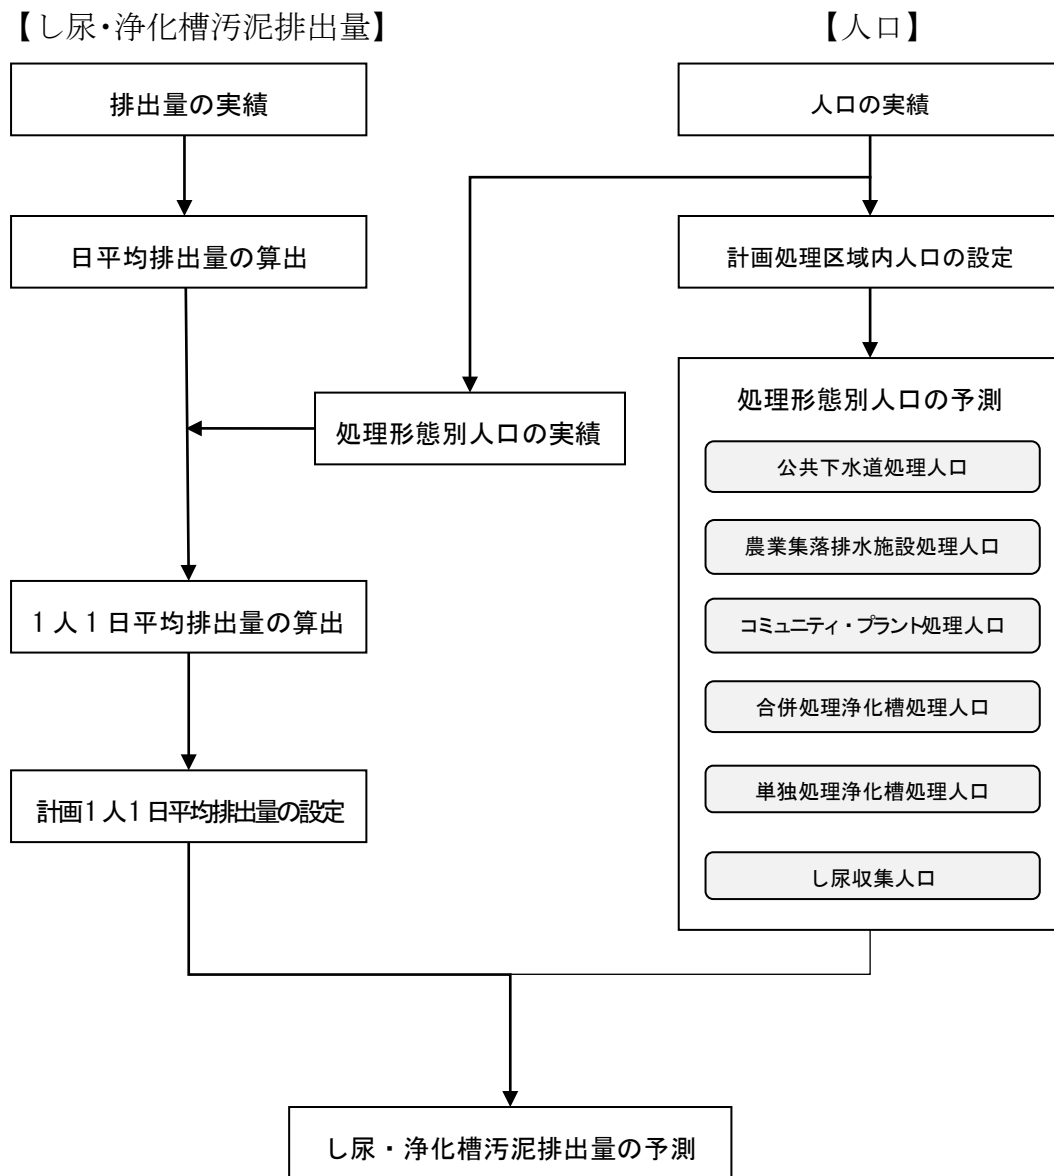 【し尿・浄化槽汚泥排出量】
【人口】
排出量の実績
人口の実績
日平均排出量の算出
計画処理区域内人口の設定
処理形態別人口の実績
処理形態別人口の予測
公共下水道処理人口
農業集落排水施設処理人口
コミュニティ・プラント処理人口
合併処理浄化槽処理人口
単独処理浄化槽処理人口
し尿収集人口
1人1日平均排出量の算出
計画1人1日平均排出量の設定
し尿・浄化槽汚泥排出量の予測